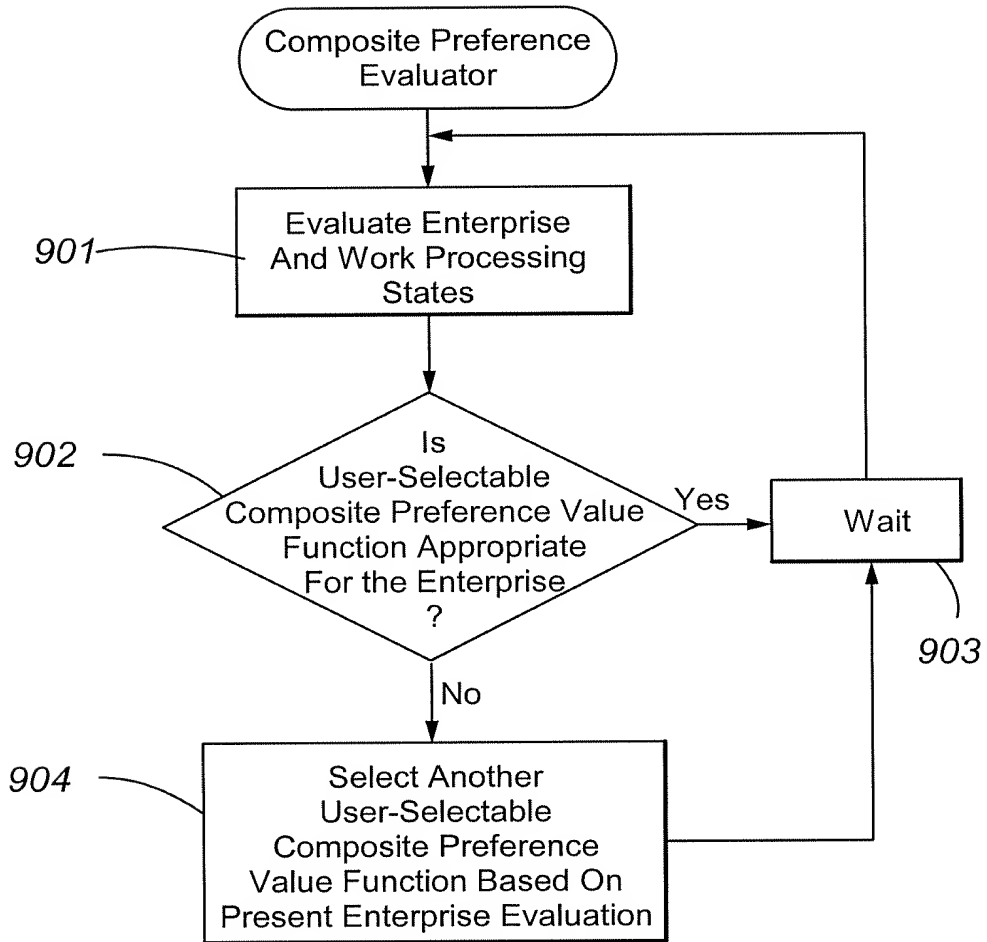 Composite Preference
Evaluator
901
Evaluate Enterprise
And Work Processing
States
902
Is
User-Selectable
Composite Preference Value
Function Appropriate
For the Enterprise
?
Yes
Wait
903
No
904
Select Another
User-Selectable
Composite Preference
Value Function Based On
Present Enterprise Evaluation